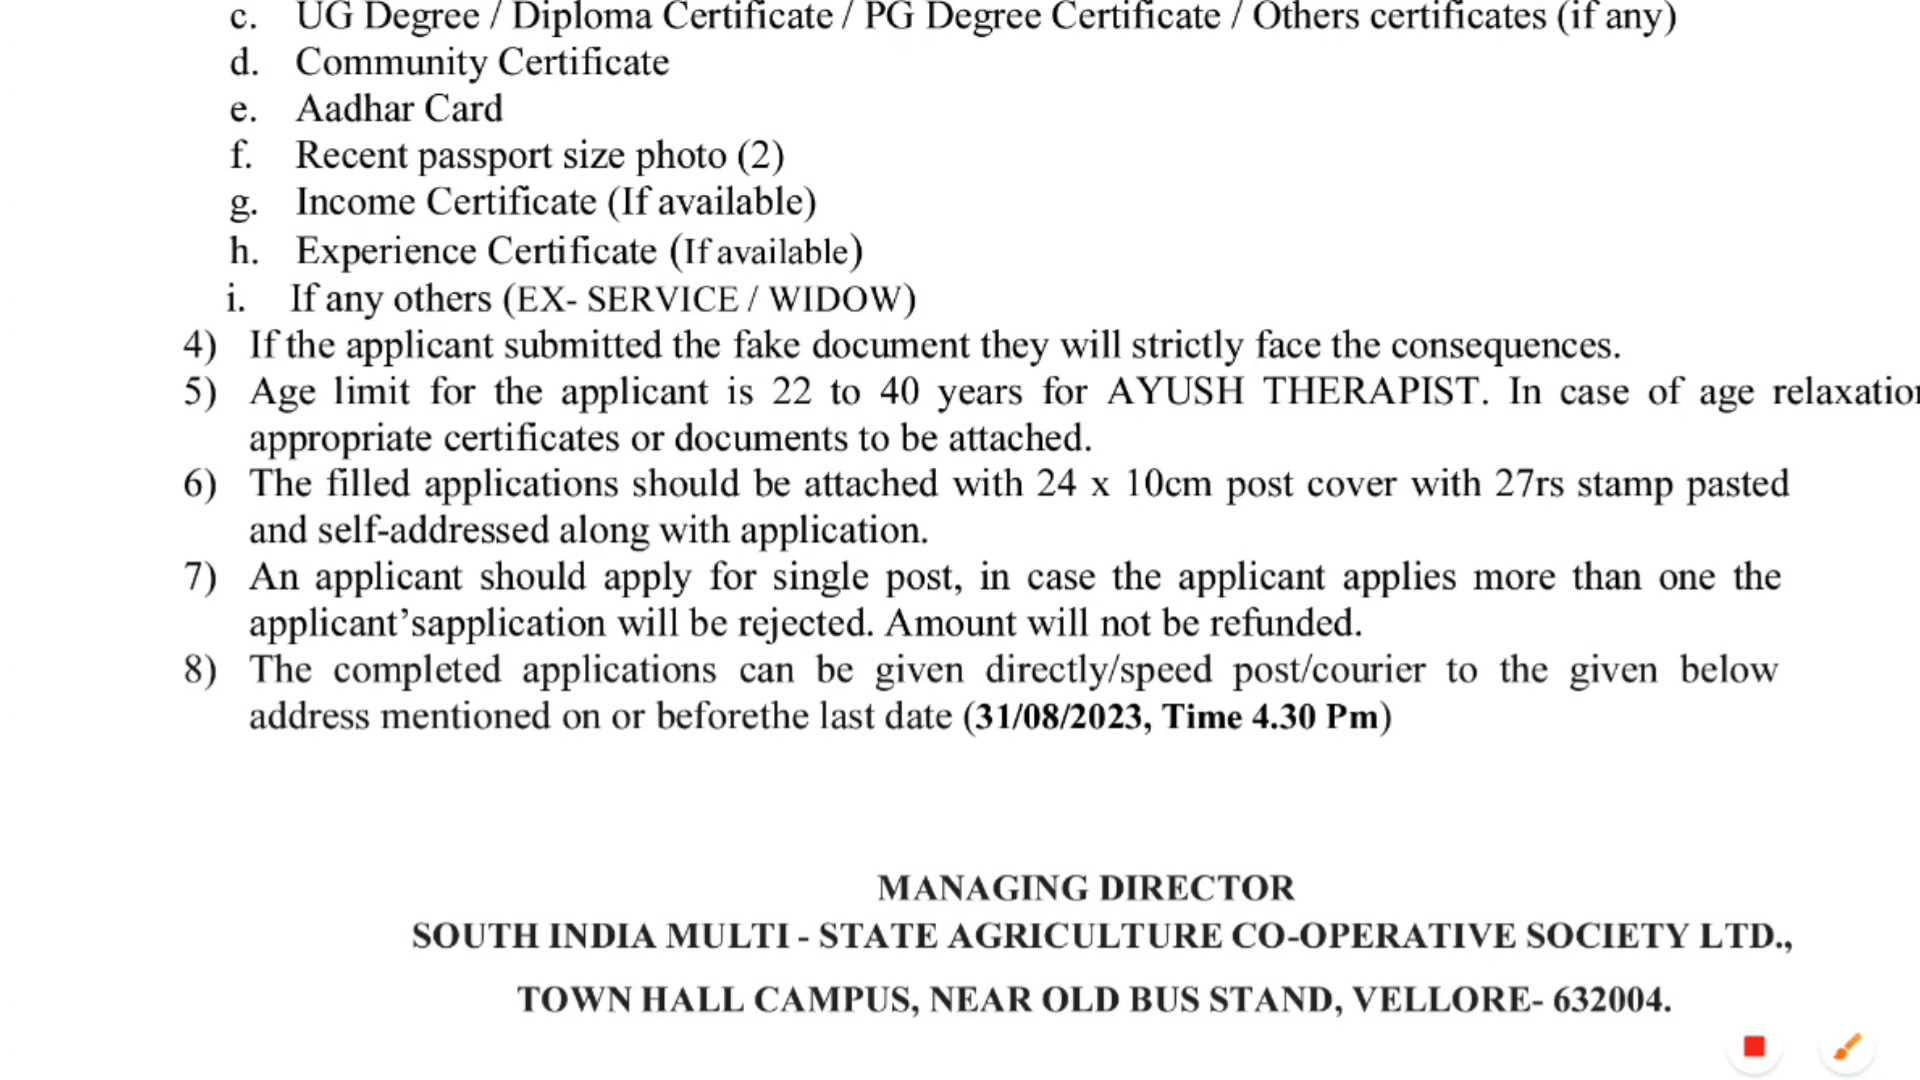 c. UG Degree / Diploma Certificate / PG Degree Certificate / Others certificates (if any)
d. Community Certificate
e. Aadhar Card
f. Recent passport size photo (2)
g. Income Certificate (If available)
h. Experience Certificate (If available)
i. If any others (EX- SERVICE / WIDOW)
4) If the applicant submitted the fake document they will strictly face the consequences.
5) Age limit for the applicant is 22 to 40 years for AYUSH THERAPIST. In case of age relaxation
appropriate certificates or documents to be attached.
6) The filled applications should be attached with 24 x 10cm post cover with 27rs stamp pasted
and self-addressed along with application.
7) An applicant should apply for single post, in case the applicant applies more than one the
applicant’sapplication will be rejected. Amount will not be refunded.
8) The completed applications can be given directly/speed post/courier to the given below
address mentioned on or beforethe last date (31/08/2023, Time 4.30 Pm)
MANAGING DIRECTOR
SOUTH INDIA MULTI - STATE AGRICULTURE CO-OPERATIVE SOCIETY LTD.,
TOWN HALL CAMPUS, NEAR OLD BUS STAND, VELLORE- 632004.